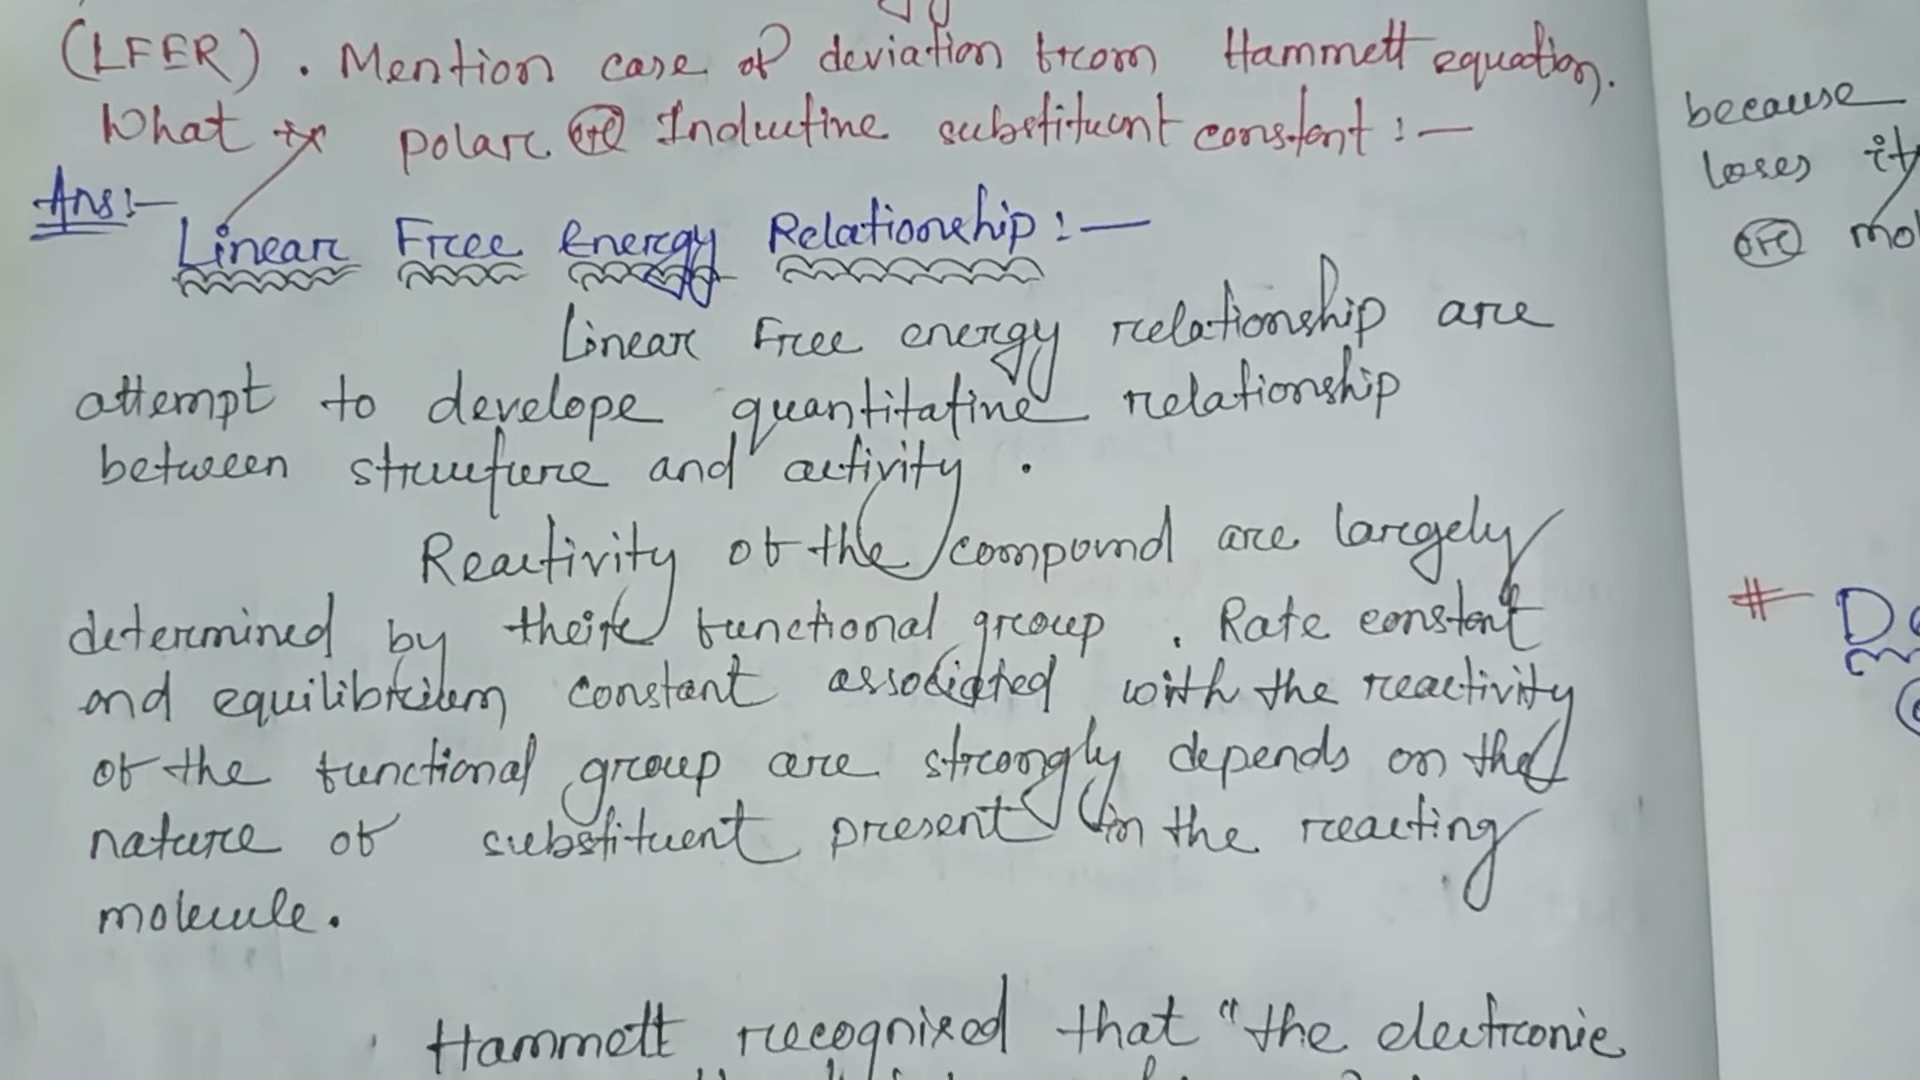 (LFER). Mention case of deviation from Hammett equation.
What is polar or Inductive substituent constant :—
Ans:—
Linear Free energy Relationship :—
Linear Free energy relationship are
attempt to develope quantitative relationship
between structure and activity .
Reactivity of the compound are largely
determined by their functional group . Rate constant
and equilibrium constant associated with the reactivity
of the functional group are strongly depends on the
nature of substituent present in the reacting
molecule.
Hammett recognized that "the electronic
because
loses
or
#